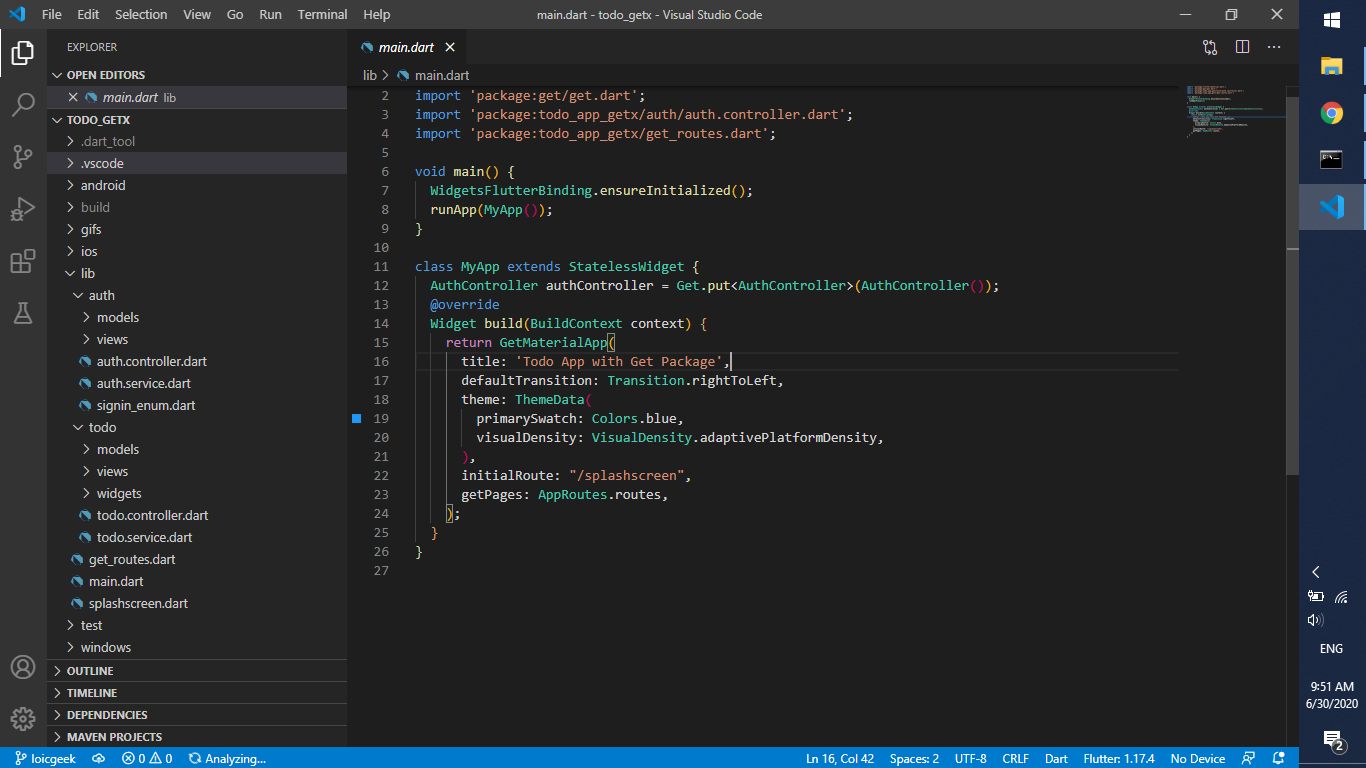 File Edit Selection View Go Run Terminal Help
main.dart - todo_getx - Visual Studio Code
EXPLORER
OPEN EDITORS
main.dart lib
TODO_GETX
.dart_tool
.vscode
android
build
gifs
ios
lib
auth
models
views
auth.controller.dart
auth.service.dart
signin_enum.dart
todo
models
views
widgets
todo.controller.dart
todo.service.dart
get_routes.dart
main.dart
splashscreen.dart
test
windows
OUTLINE
TIMELINE
DEPENDENCIES
MAVEN PROJECTS
main.dart
lib > main.dart
2 import 'package:get/get.dart';
3 import 'package:todo_app_getx/auth/auth.controller.dart';
4 import 'package:todo_app_getx/get_routes.dart';
5
6 void main() {
7 WidgetsFlutterBinding.ensureInitialized();
8 runApp(MyApp());
9 }
10
11 class MyApp extends StatelessWidget {
12 AuthController authController = Get.put<AuthController>(AuthController());
13 @override
14 Widget build(BuildContext context) {
15 return GetMaterialApp(
16 title: 'Todo App with Get Package',
17 defaultTransition: Transition.rightToLeft,
18 theme: ThemeData(
19 primarySwatch: Colors.blue,
20 visualDensity: VisualDensity.adaptivePlatformDensity,
21 ),
22 initialRoute: "/splashscreen",
23 getPages: AppRoutes.routes,
24 );
25 }
26 }
27
loicgeek 0 0 Analyzing...
Ln 16, Col 42 Spaces: 2 UTF-8 CRLF Dart Flutter: 1.17.4 No Device
ENG
9:51 AM
6/30/2020
2